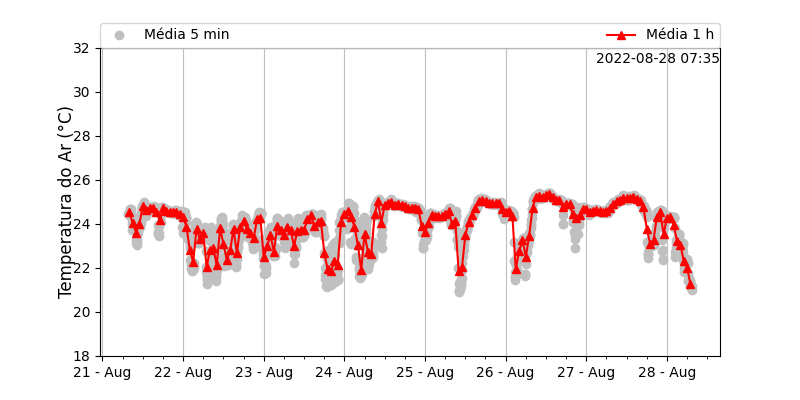 Média 5 min
Média 1 h
2022-08-28 07:35
Temperatura do Ar (°C)
32
30
28
26
24
22
20
18
21 - Aug
22 - Aug
23 - Aug
24 - Aug
25 - Aug
26 - Aug
27 - Aug
28 - Aug